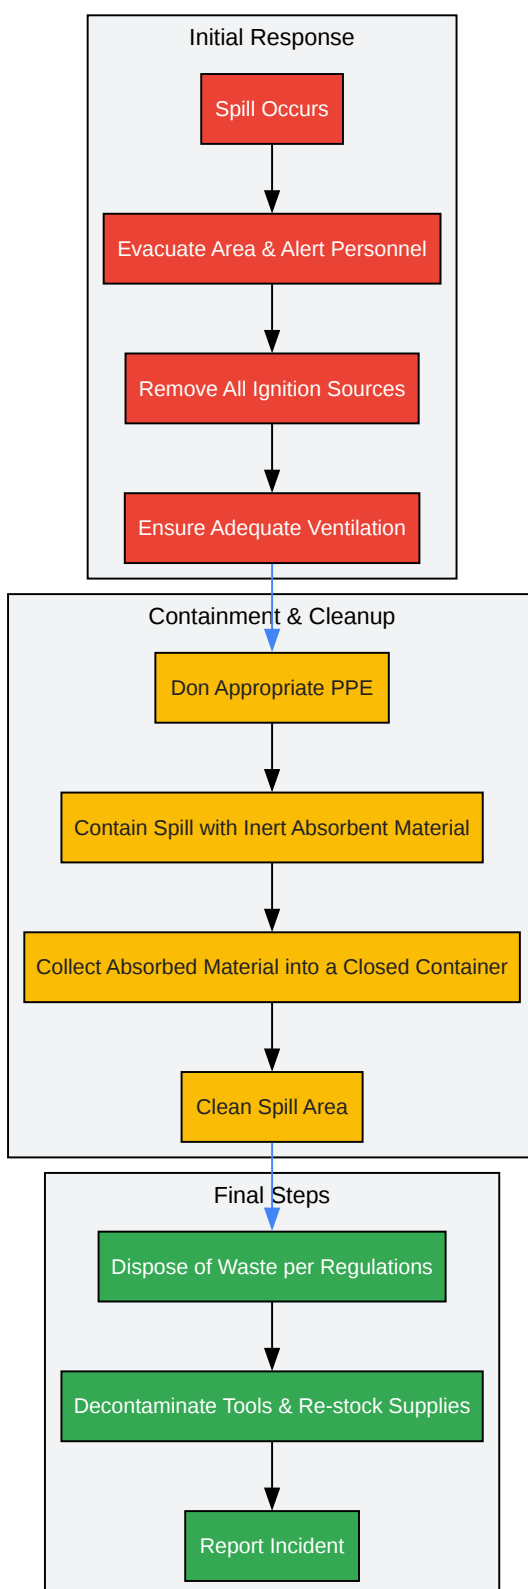 Initial Response
Spill Occurs
Evacuate Area & Alert Personnel
Remove All Ignition Sources
Ensure Adequate Ventilation
Containment & Cleanup
Don Appropriate PPE
Contain Spill with Inert Absorbent Material
Collect Absorbed Material into a Closed Container
Clean Spill Area
Final Steps
Dispose of Waste per Regulations
Decontaminate Tools & Re-stock Supplies
Report Incident